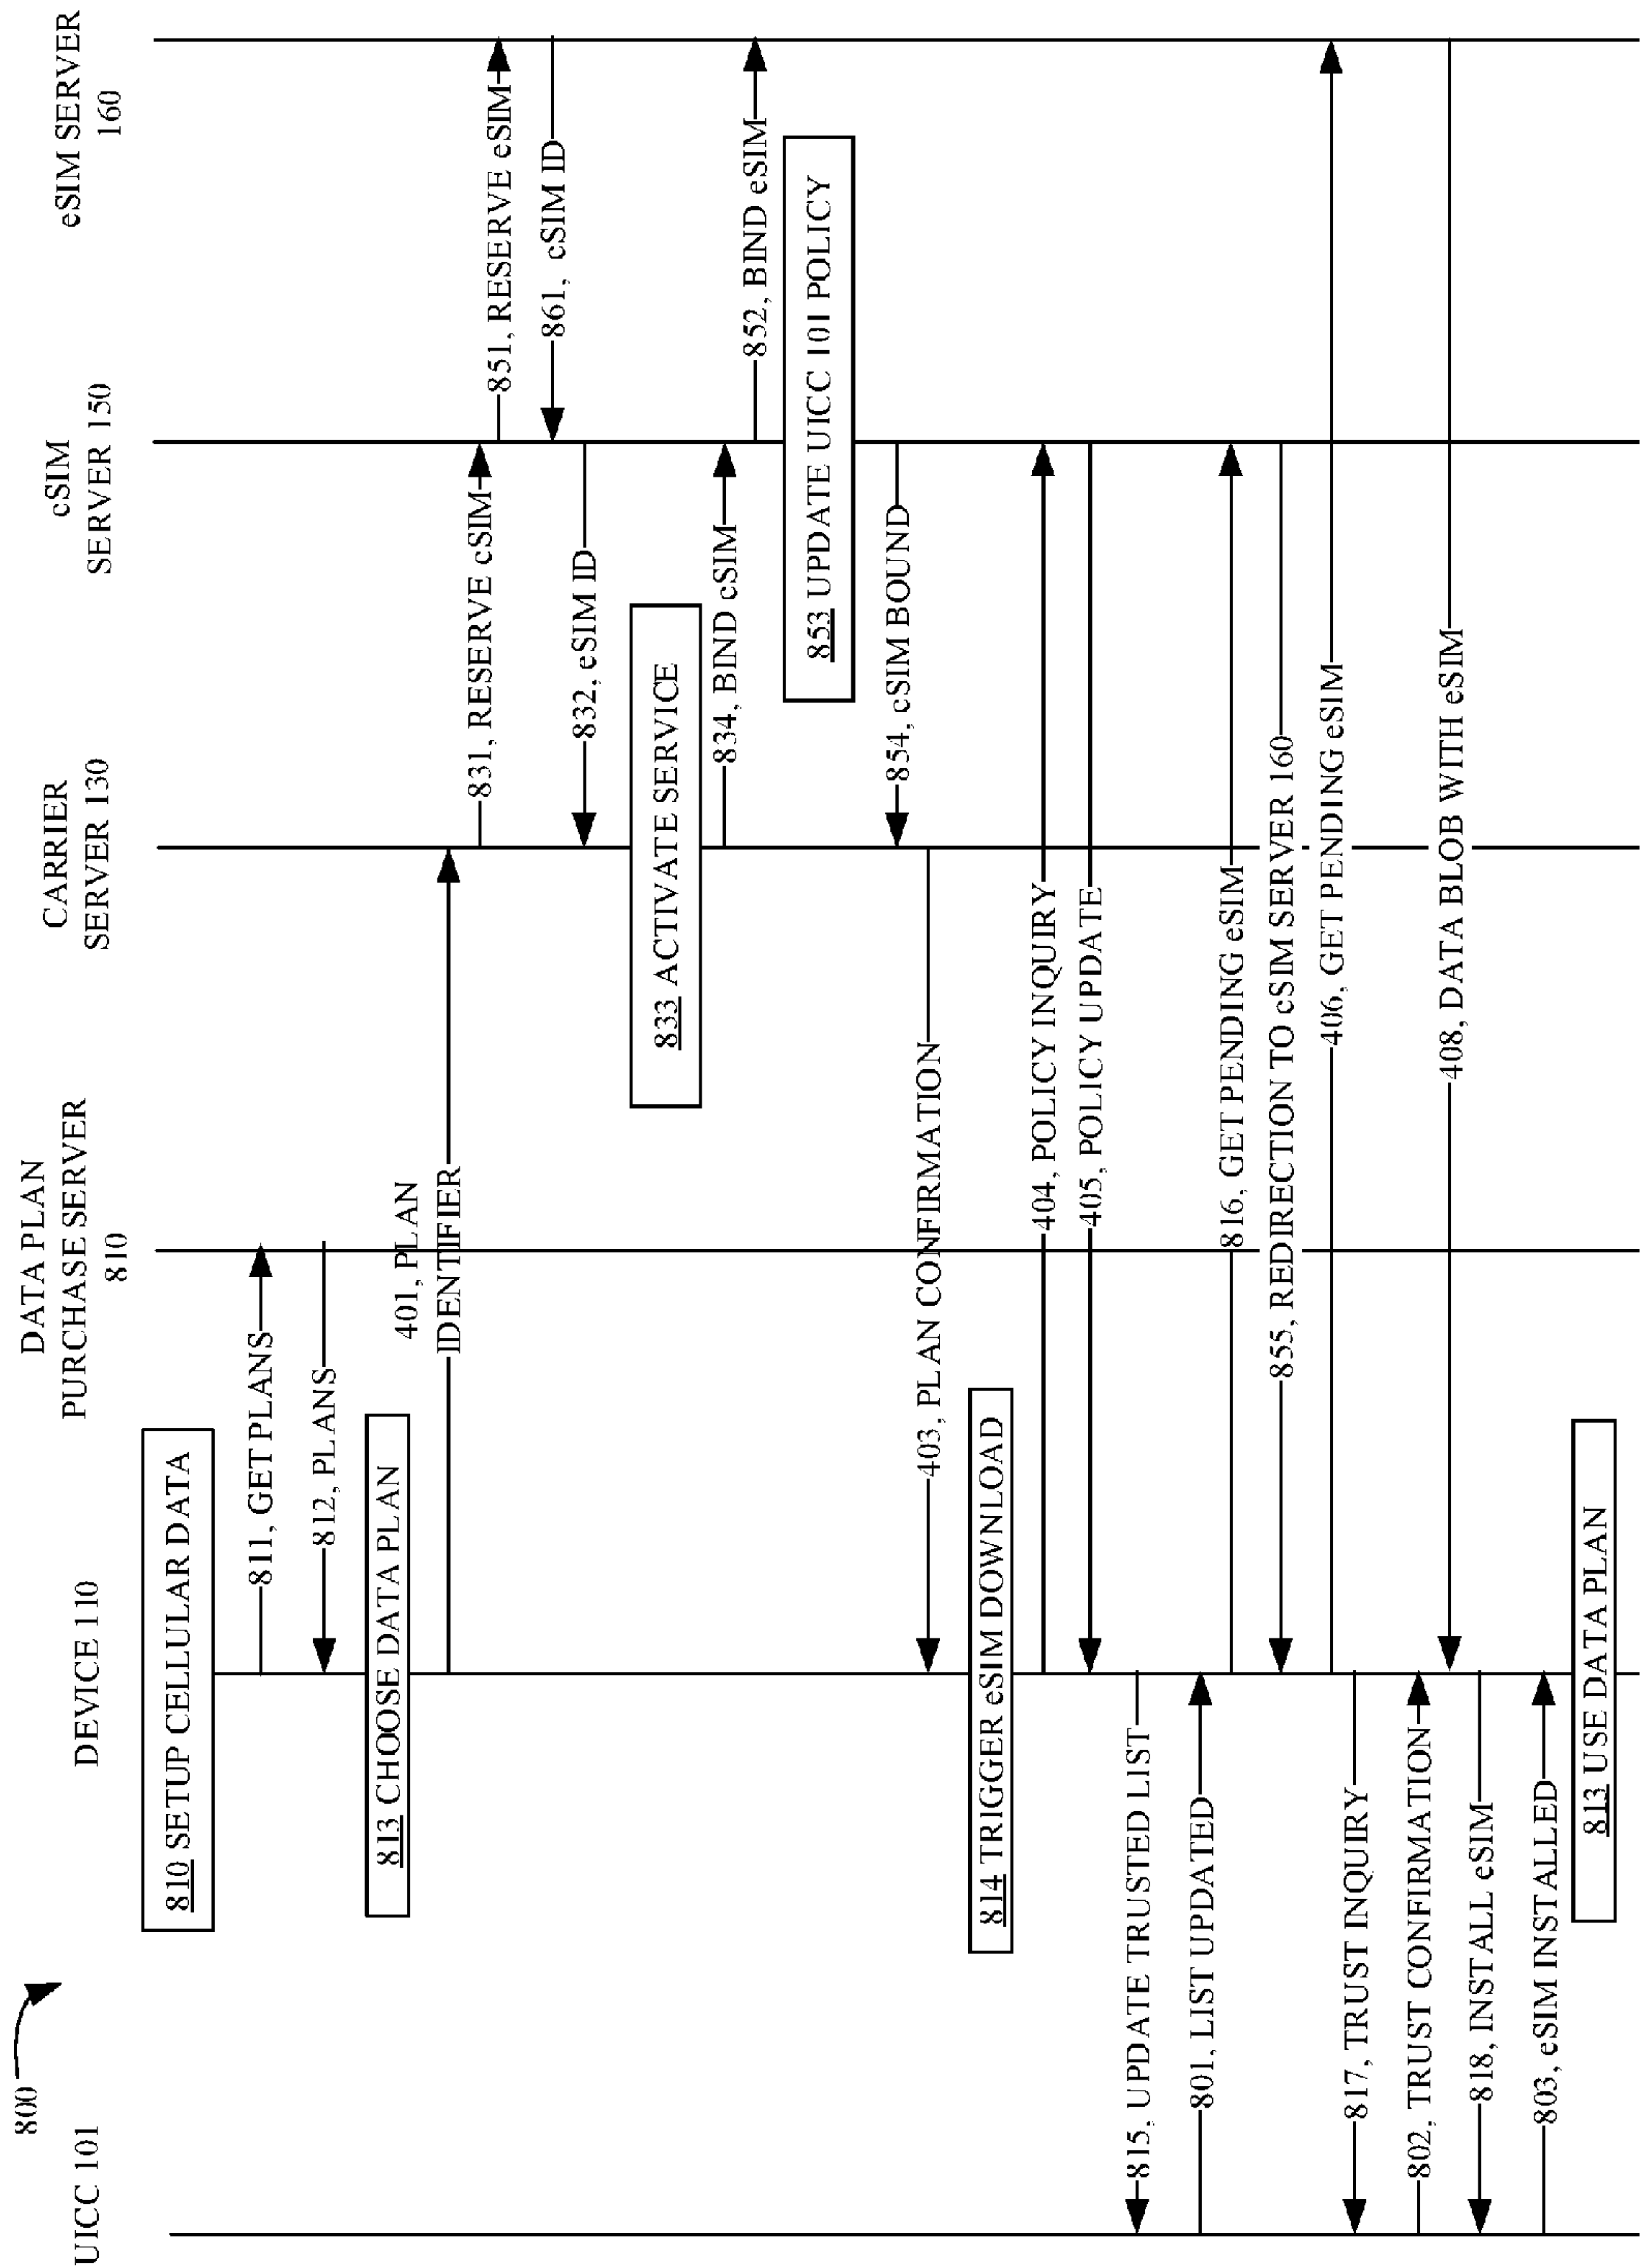 800
UICC 101
DEVICE 110
DATA PLAN
PURCHASE SERVER
810
CARRIER
SERVER 130
cSIM
SERVER 150
eSIM SERVER
160
810 SETUP CELLULAR DATA
811, GET PLANS
812, PLANS
813 CHOOSE DATA PLAN
401, PLAN
IDENTIFIER
831, RESERVE cSIM
851, RESERVE eSIM
861, cSIM ID
832, eSIM ID
833 ACTIVATE SERVICE
834, BIND cSIM
852, BIND eSIM
853 UPDATE UICC 101 POLICY
854, cSIM BOUND
403, PLAN CONFIRMATION
814 TRIGGER eSIM DOWNLOAD
404, POLICY INQUIRY
405, POLICY UPDATE
815, UPDATE TRUSTED LIST
801, LIST UPDATED
816, GET PENDING eSIM
855, REDIRECTION TO cSIM SERVER 160
406, GET PENDING eSIM
817, TRUST INQUIRY
802, TRUST CONFIRMATION
408, DATA BLOB WITH eSIM
818, INSTALL eSIM
803, eSIM INSTALLED
813 USE DATA PLAN